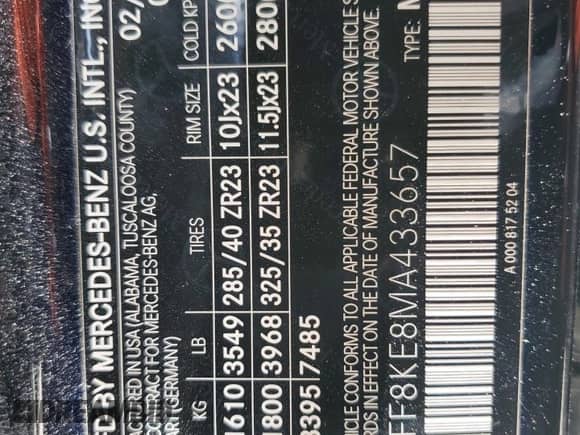 D BY MERCEDES-BENZ U.S. INTL., INC
02/
IN USA (ALABAMA, TUSCALOOSA COUNTY)
CONTRACT FOR MERCEDES-BENZ AG,
GERMANY)
KG LB TIRES RIM SIZE COLD KP
1610 3549 285/40 ZR23 10Jx23 260
1800 3968 325/35 ZR23 11.5Jx23 280
3395 7485
CONFORMS TO ALL APPLICABLE FEDERAL MOTOR VEHICLE
IN EFFECT ON THE DATE OF MANUFACTURE SHOWN ABOVE. TYPE:
FF8KE8MA433657
A 000 817 52 04